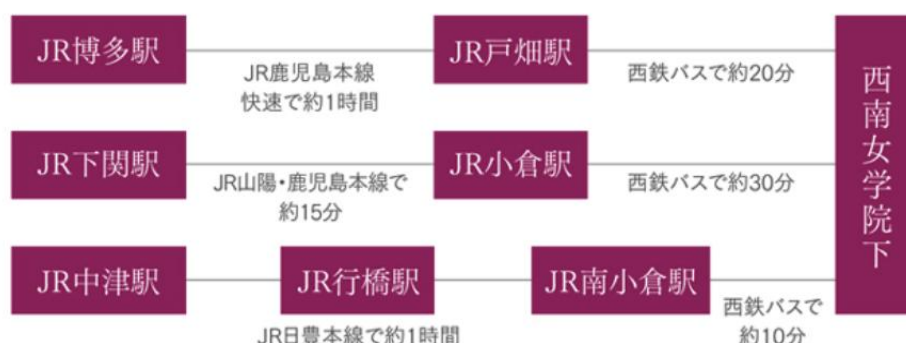 JR博多駅
JR鹿児島本線
快速で約1時間
JR戸畑駅
西鉄バスで約20分
JR下関駅
JR山陽・鹿児島本線で
約15分
JR小倉駅
西鉄バスで約30分
JR中津駅
JR行橋駅
JR日豊本線で約1時間
JR南小倉駅
西鉄バスで
約10分
西南女学院下